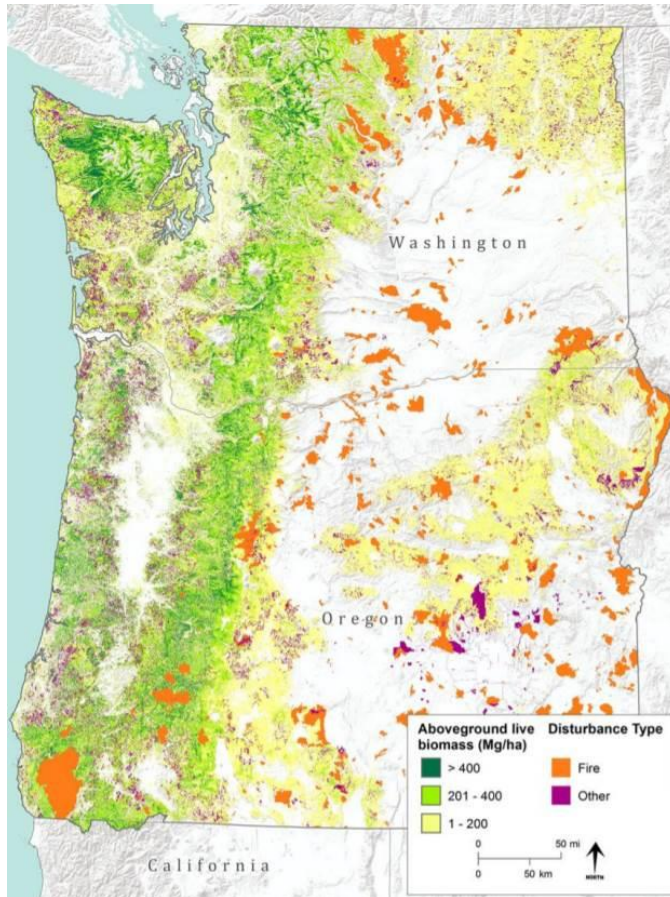 Washington
Oregon
California
Aboveground live
biomass (Mg/ha)
> 400
201 - 400
1 - 200
Disturbance Type
Fire
Other
0 50 mi
0 50 km
NORTH